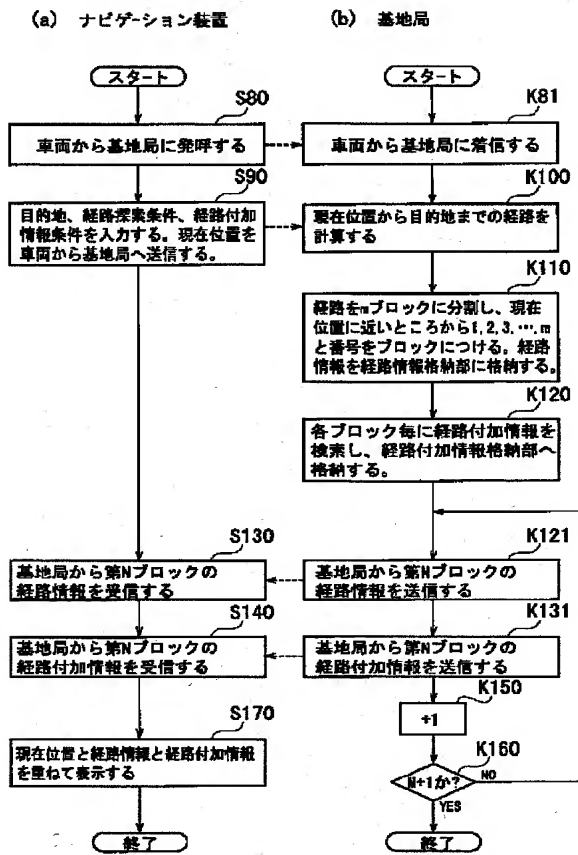 (a) ナビゲーション装置
(b) 基地局
スタート
S80
車両から基地局に発呼する
S90
目的地、経路探索条件、経路付加
情報条件を入力する。現在位置を
車両から基地局へ送信する。
S130
基地局から第Nブロックの
経路情報を受信する
S140
基地局から第Nブロックの
経路付加情報を受信する
S170
現在位置と経路情報と経路付加情報
を重ねて表示する
終了
スタート
K81
車両から基地局に着信する
K100
現在位置から目的地までの経路を
計算する
K110
経路をmブロックに分割し、現在
位置に近いところから1,2,3,…,m
と番号をブロックにつける。経路
情報を経路情報格納部に格納する。
K120
各ブロック毎に経路付加情報を
検索し、経路付加情報格納部へ
格納する。
K121
基地局から第Nブロックの
経路情報を送信する
K131
基地局から第Nブロックの
経路付加情報を送信する
K150
+1
K160
M+1か?
NO
YES
終了